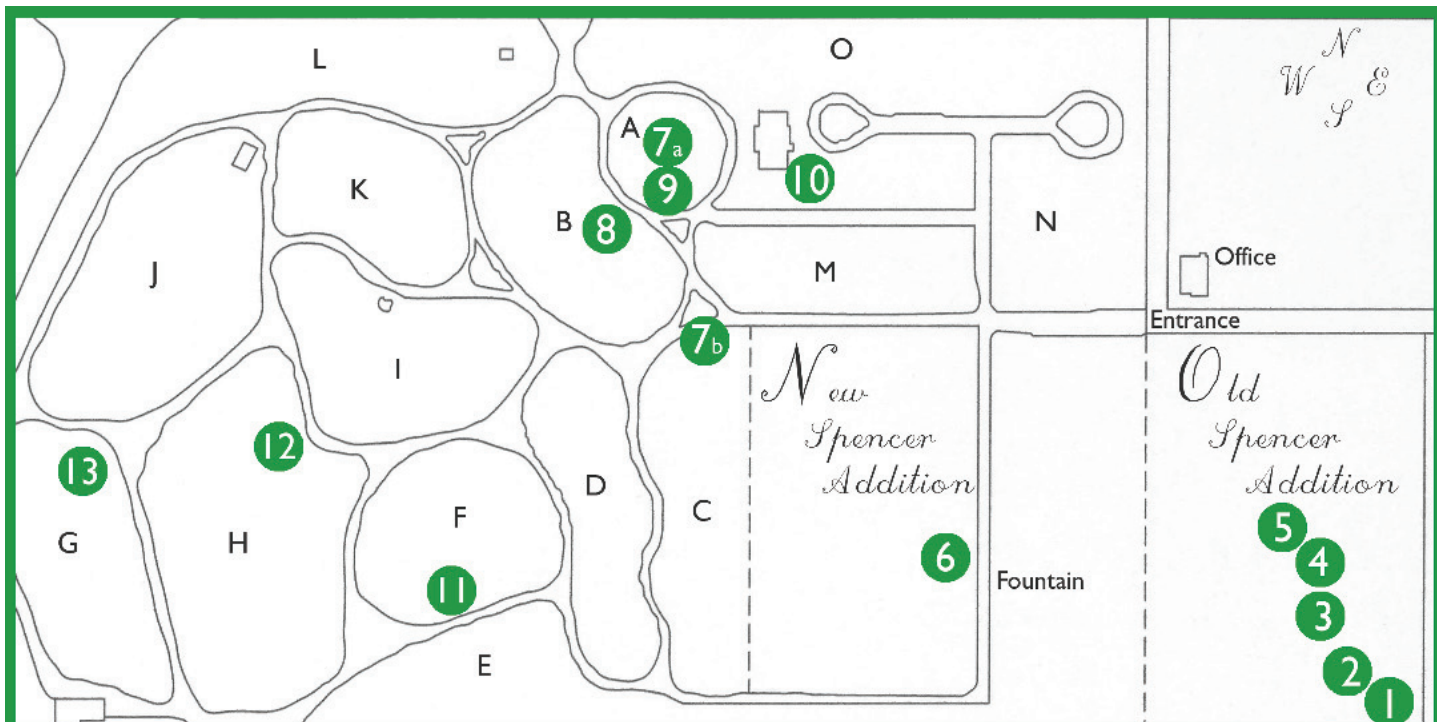 L
O
N
W E
S
A
7a
K
9
10
B
8
N
J
M
Office
Entrance
7b
I
New
Spencer
Addition
Old
Spencer
Addition
12
13
D
C
F
G
H
5
6
4
11
Fountain
3
E
2
1